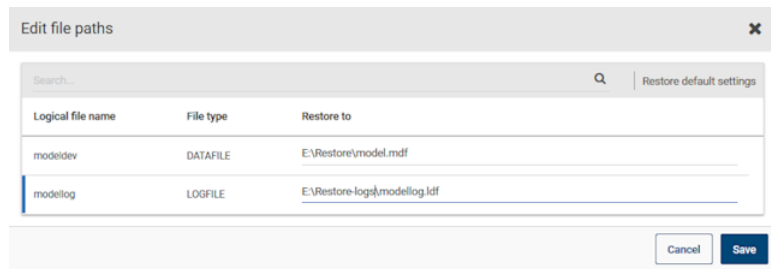 Edit file paths
Search... Restore default settings
Logical file name File type Restore to
modeldev DATAFILE E:\Restore\model.mdf
modellog LOGFILE E:\Restore-logs\modellog.ldf
Cancel Save